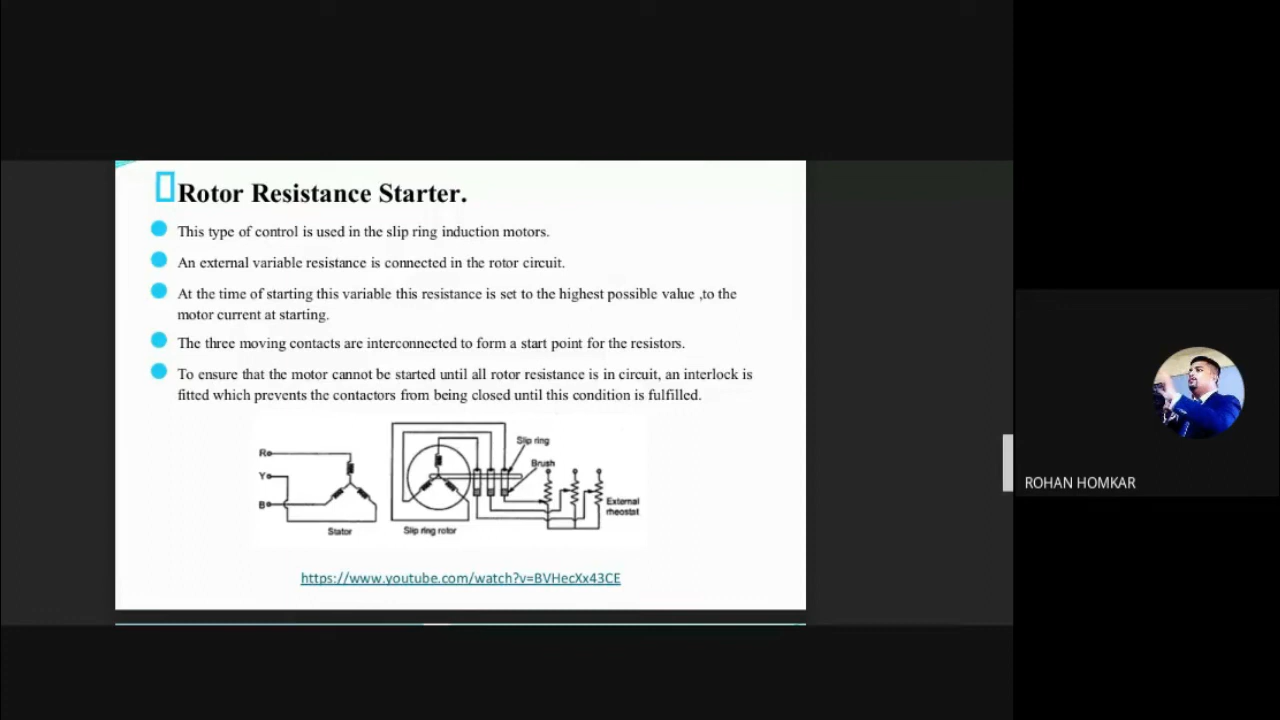 Rotor Resistance Starter.
This type of control is used in the slip ring induction motors.
An external variable resistance is connected in the rotor circuit.
At the time of starting this variable this resistance is set to the highest possible value ,to the
motor current at starting.
The three moving contacts are interconnected to form a start point for the resistors.
To ensure that the motor cannot be started until all rotor resistance is in circuit, an interlock is
fitted which prevents the contactors from being closed until this condition is fulfilled.
R
Y
B
Stator
Slip ring rotor
Slip ring
Brush
External
rheostat
https://www.youtube.com/watch?v=BVHecXx43CE
ROHAN HOMKAR